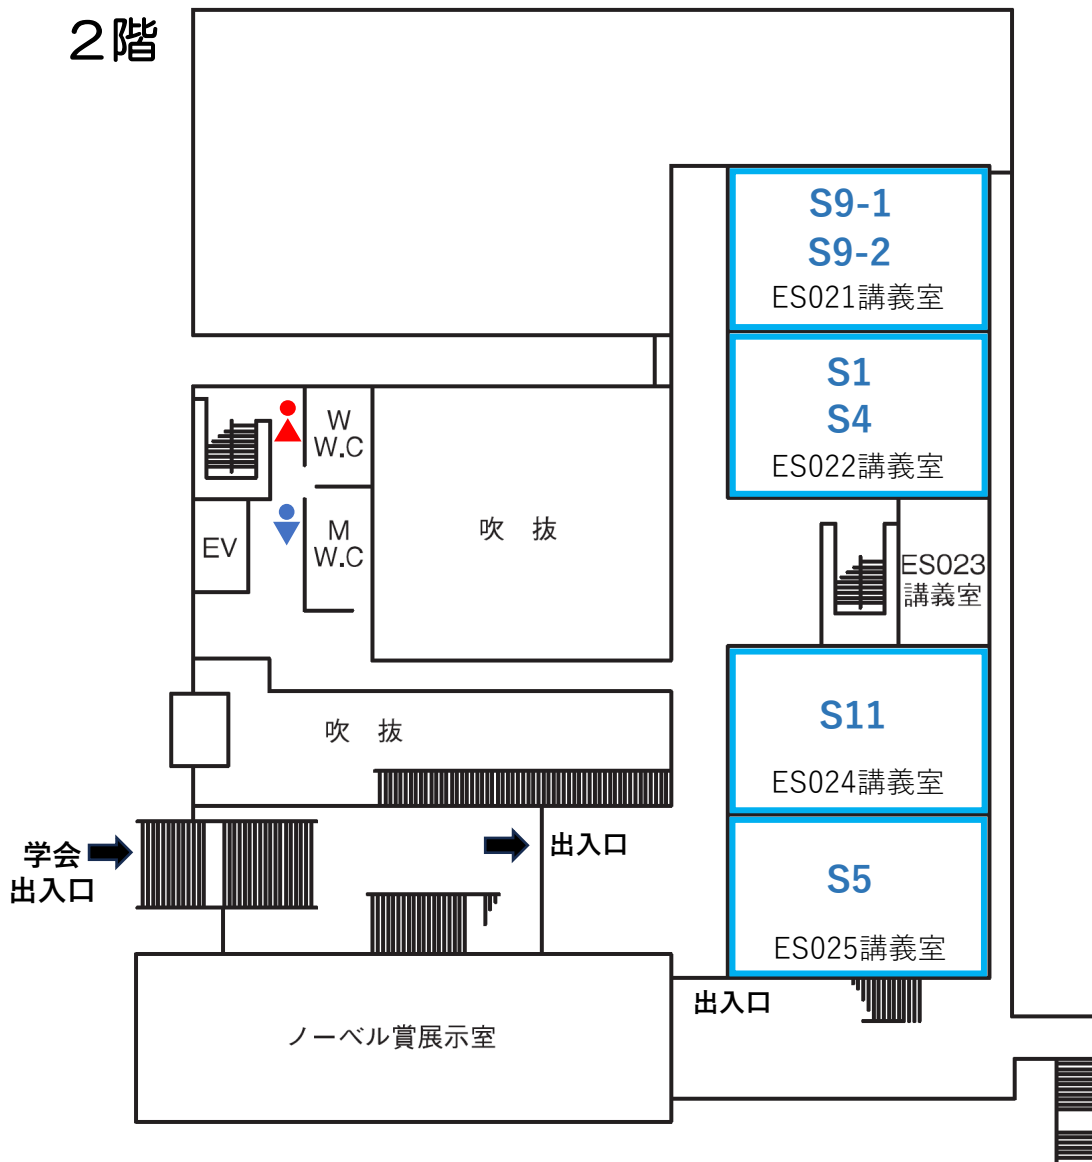 ２階
S9-1
S9-2
ES021講義室
S1
S4
ES022講義室
W
W.C
M
W.C
EV
吹 抜
ES023
講義室
S11
ES024講義室
吹 抜
学会
出入口
出入口
S5
ES025講義室
出入口
ノーベル賞展示室